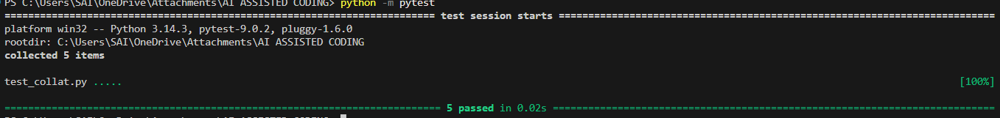 PS C:\Users\SAI\OneDrive\Attachments\AI ASSISTED CODING> python -m pytest
============================= test session starts =============================
platform win32 -- Python 3.14.3, pytest-9.0.2, pluggy-1.6.0
rootdir: C:\Users\SAI\OneDrive\Attachments\AI ASSISTED CODING
collected 5 items
test_collat.py ..... [100%]
============================== 5 passed in 0.02s ==============================